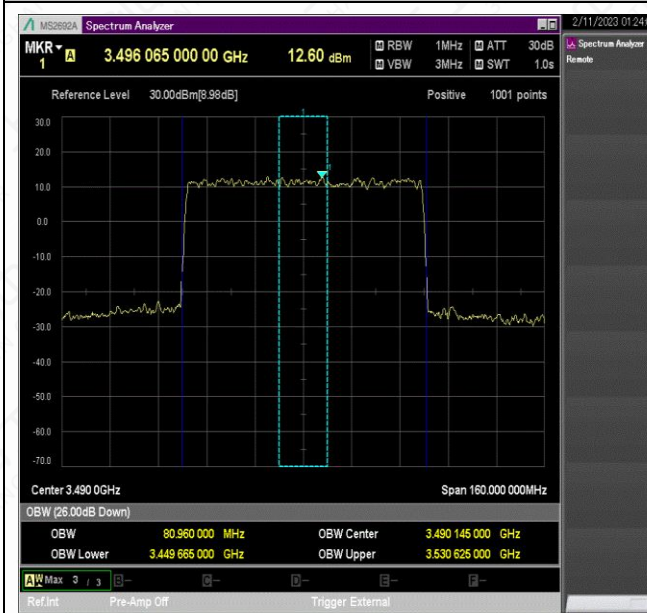 MS2692A Spectrum Analyzer
2/11/2023 01:24:
MKR 1 A 3.496 065 000 00 GHz 12.60 dBm M RBW 1MHz M ATT 30dB
M VBW 3MHz M SWT 1.0s
Spectrum Analyzer
Remote
Reference Level 30.00dBm[8.98dB] Positive 1001 points
30.0
20.0
10.0
0.0
-10.0
-20.0
-30.0
-40.0
-50.0
-60.0
-70.0
1
Center 3.490 0GHz Span 160.000 000MHz
OBW (26.00dB Down)
OBW 80.960 000 MHz OBW Center 3.490 145 000 GHz
OBW Lower 3.449 665 000 GHz OBW Upper 3.530 625 000 GHz
A W Max 3 / 3 B- C- D- E- F-
Ref.Int Pre-Amp Off Trigger External